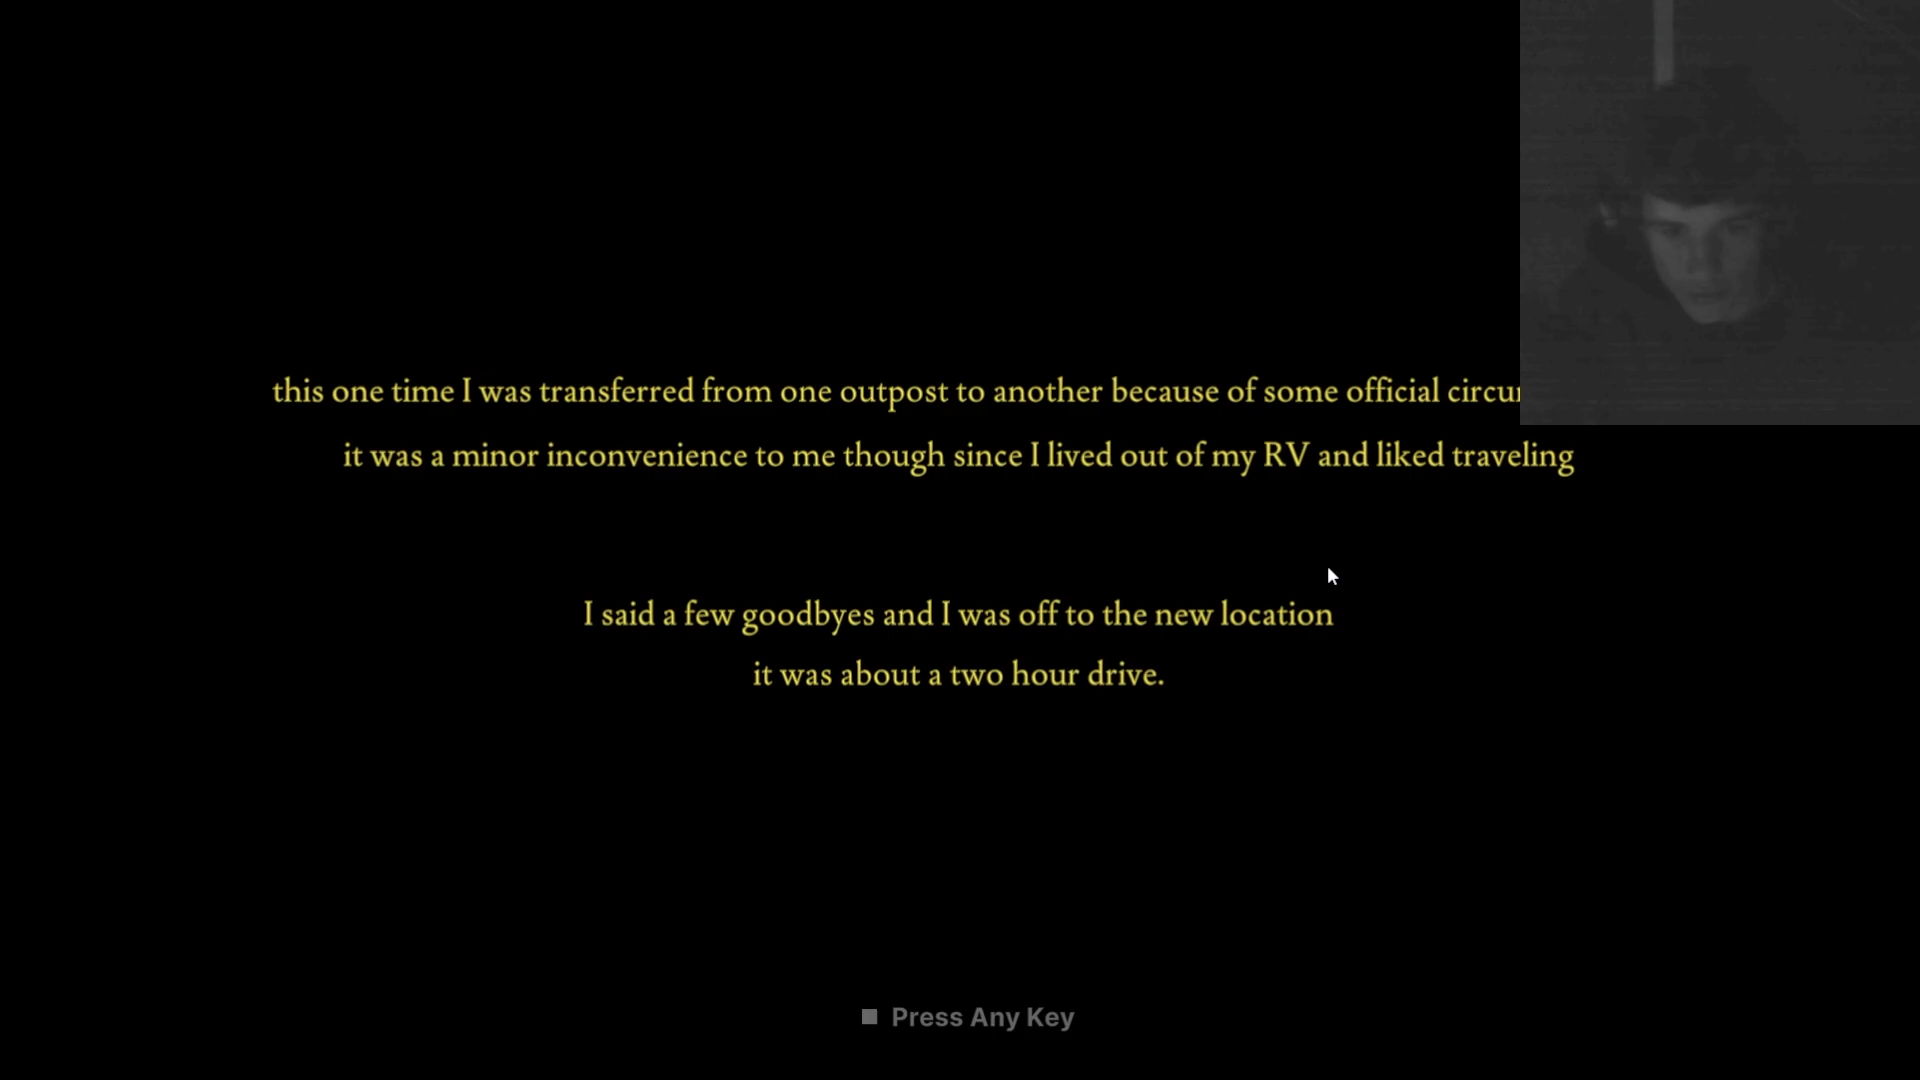 this one time I was transferred from one outpost to another because of some official
it was a minor inconvenience to me though since I lived out of my RV and liked traveling
I said a few goodbyes and I was off to the new location
it was about a two hour drive.
Press Any Key